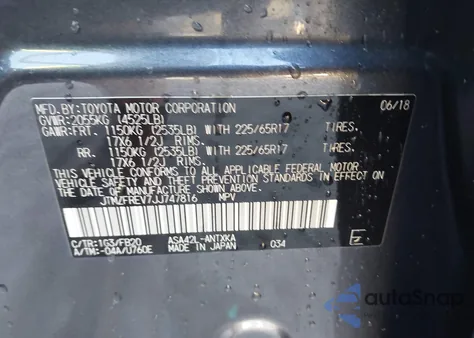 MFD.BY:TOYOTA MOTOR CORPORATION 06/18
GVWR:2055KG (4525LB)
GAWR:FRT. 1150KG (2535LB) WITH 225/65R17 TIRES.
17X6 1/2J RIMS.
RR. 1150KG (2535LB) WITH 225/65R17 TIRES.
17X6 1/2J RIMS.
THIS VEHICLE CONFORMS TO ALL APPLICABLE FEDERAL MOTOR
VEHICLE SAFETY AND THEFT PREVENTION STANDARDS IN EFFECT ON
THE DATE OF MANUFACTURE SHOWN ABOVE.
JTMZFREV7JJ747816 MPV
C/TR:1G3/FB20 ASA42L-ANTXKA
A/TM:-04A/U760E MADE IN JAPAN 034
autoSnap